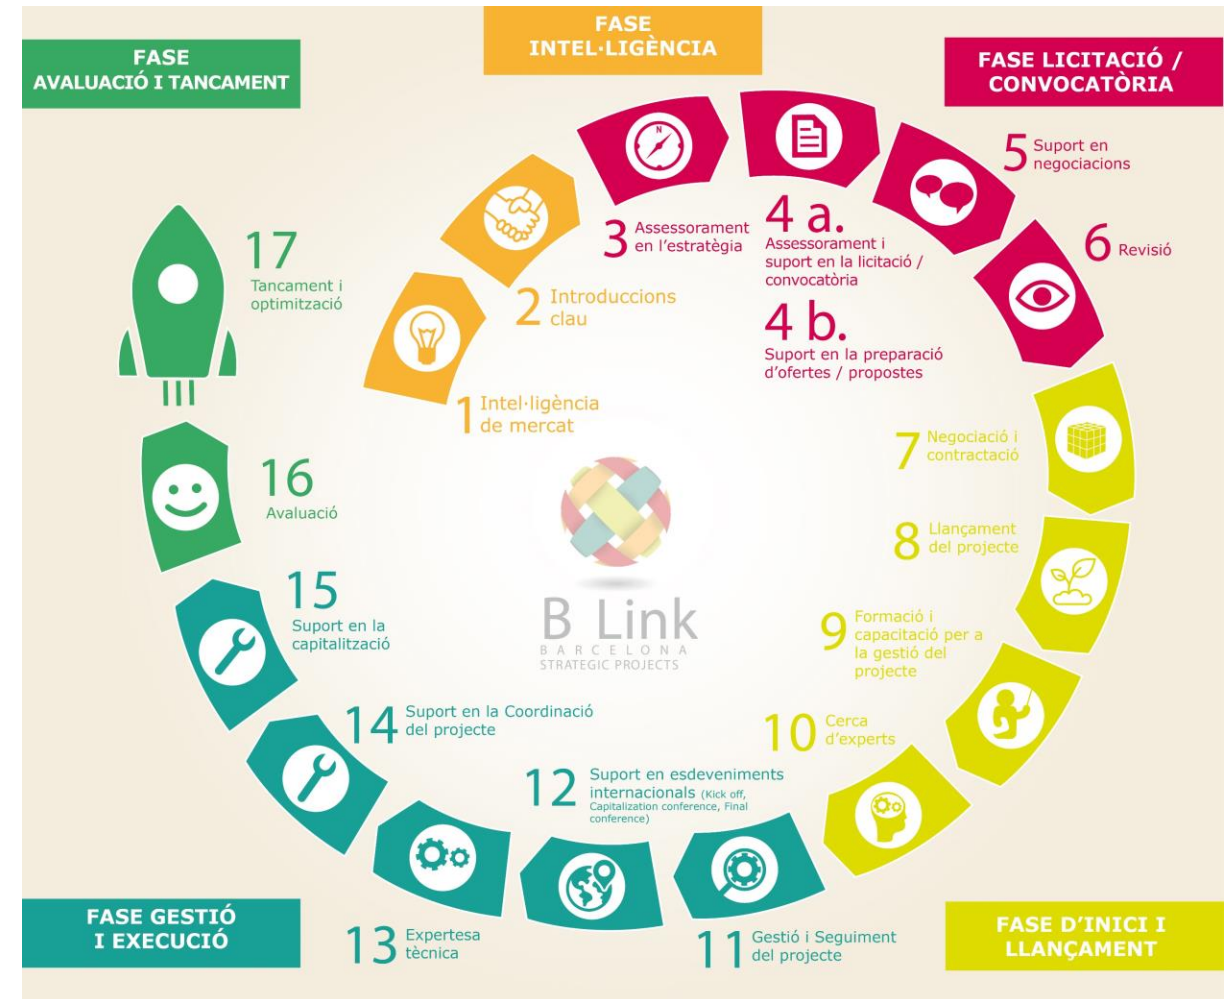 FASE
INTEL·LIGÈNCIA
FASE
AVALUACIÓ I TANCAMENT
FASE LICITACIÓ /
CONVOCATÒRIA
1 Intel·ligència
de mercat
2 Introduccions
clau
N
3 Assessorament
en l'estratègia
4 a.
Assessorament i
suport en la licitació /
convocatòria
4 b.
Suport en la preparació
d'ofertes / propostes
5 Suport en
negociacions
6 Revisió
7 Negociació i
contractació
8 Llançament
del projecte
9 Formació i
capacitació per a
la gestió del
projecte
10 Cerca
d'experts
11 Gestió i Seguiment
del projecte
12 Suport en esdeveniments
internacionals (Kick off,
Capitalization conference, Final
conference)
13 Expertesa
tècnica
14 Suport en la Coordinació
del projecte
15
Suport en la
capitalització
16
Avaluació
17
Tancament i
optimització
B Link
BARCELONA
STRATEGIC PROJECTS
FASE GESTIÓ
I EXECUCIÓ
FASE D'INICI I
LLANÇAMENT